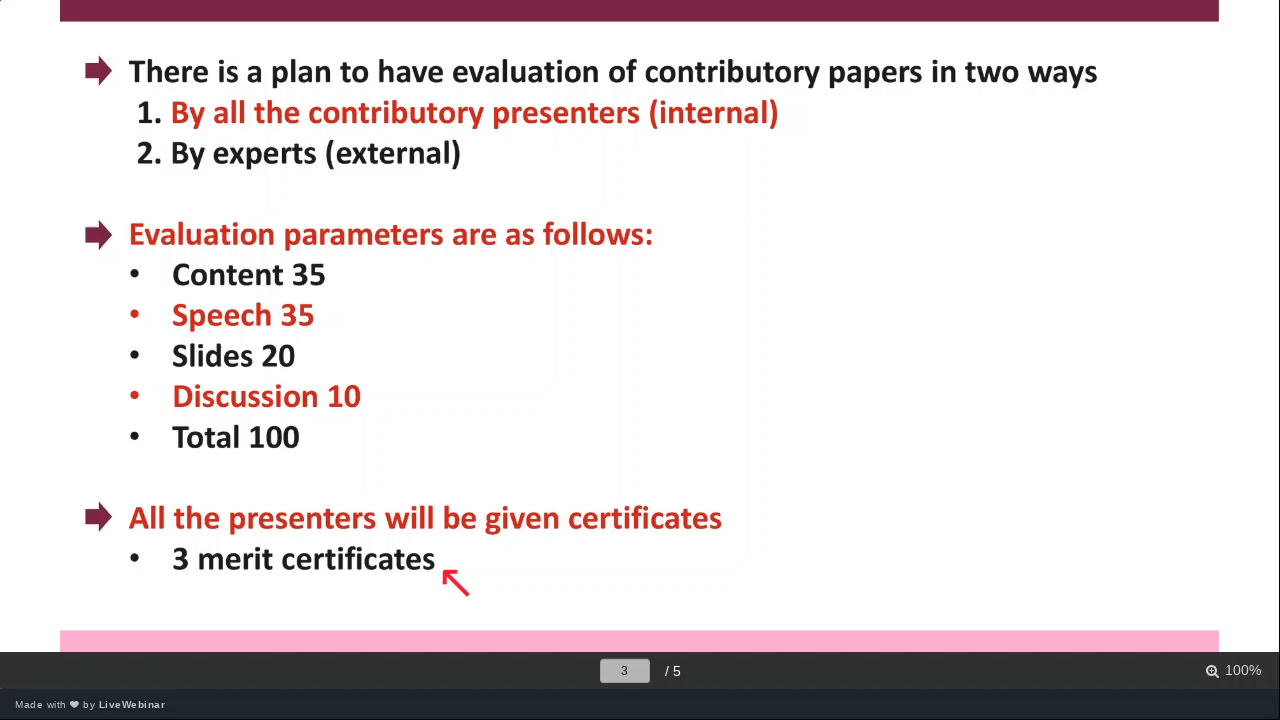 There is a plan to have evaluation of contributory papers in two ways
1. By all the contributory presenters (internal)
2. By experts (external)
Evaluation parameters are as follows:
• Content 35
• Speech 35
• Slides 20
• Discussion 10
• Total 100
All the presenters will be given certificates
• 3 merit certificates
3 / 5
100%
Made with ❤ by LiveWebinar